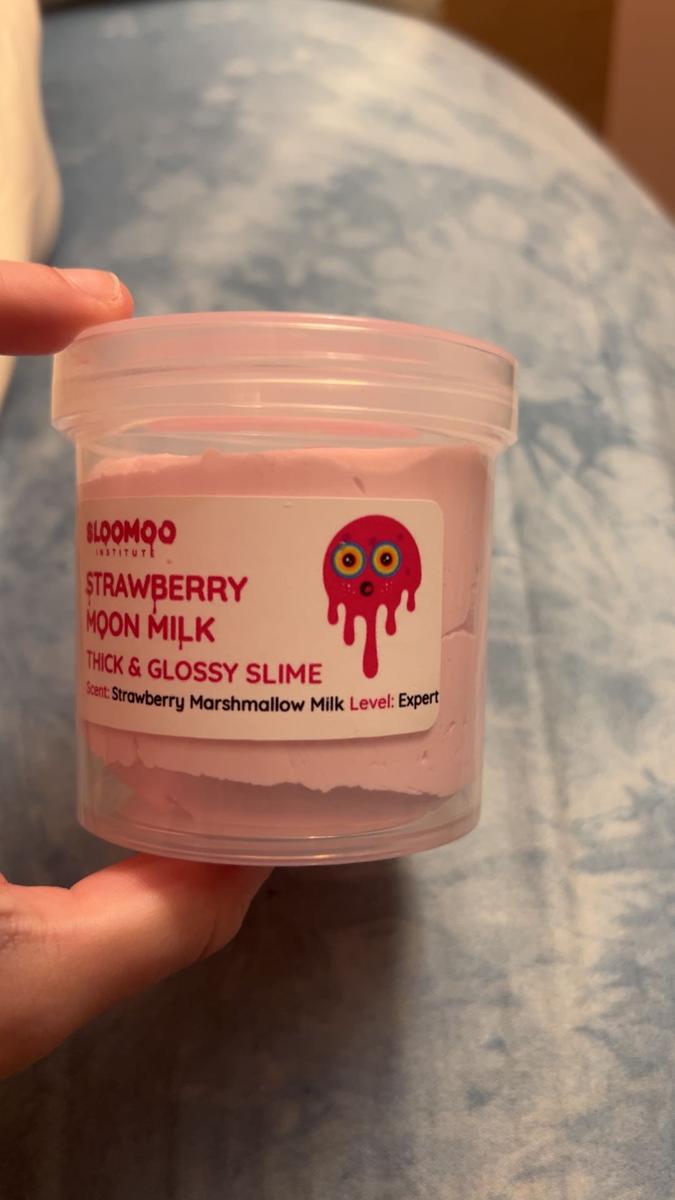 SLOOMOO
INSTITUTE
STRAWBERRY
MOON MILK
THICK & GLOSSY SLIME
Scent: Strawberry Marshmallow Milk Level: Expert